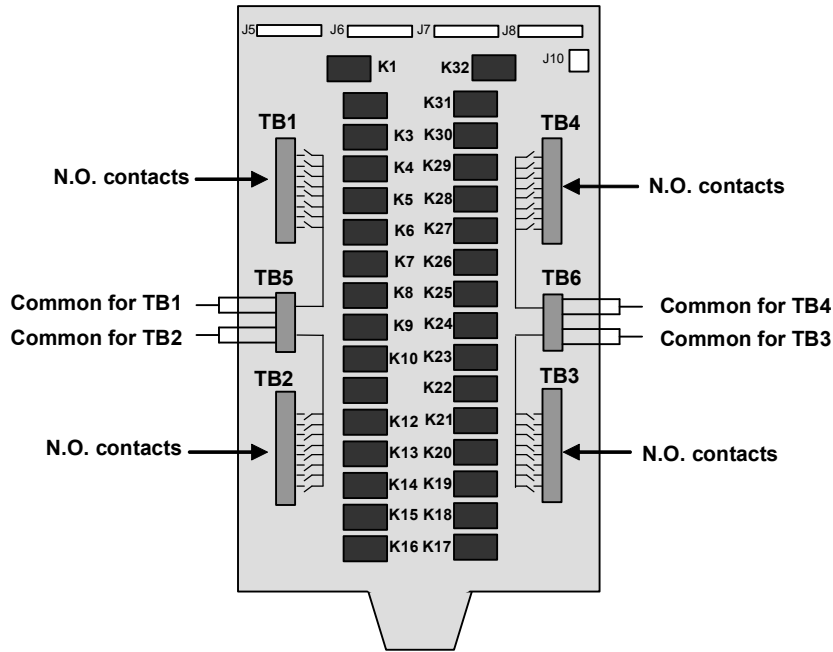 J5 J6 J7 J8
K1 K32 J10
K31
TB1 TB4
K3 K30
K4 K29
N.O. contacts N.O. contacts
K5 K28
K6 K27
K7 K26
TB5 TB6
K8 K25
Common for TB1 Common for TB4
K9 K24
Common for TB2 Common for TB3
K10 K23
TB2 TB3
K22
K12 K21
N.O. contacts N.O. contacts
K13 K20
K14 K19
K15 K18
K16 K17